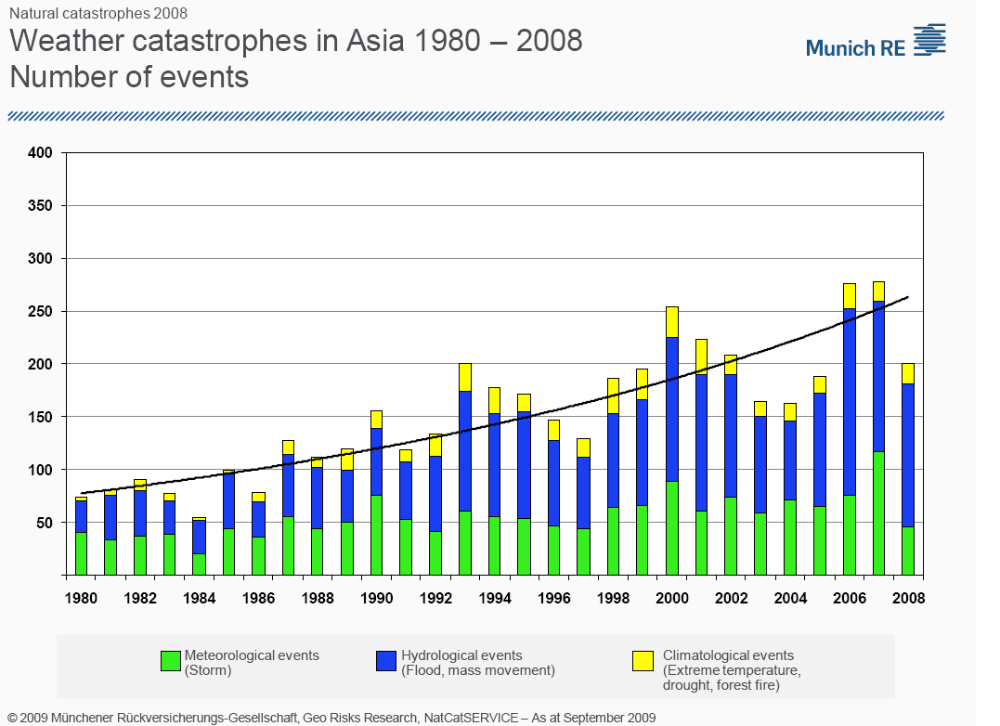 Natural catastrophes 2008
Weather catastrophes in Asia 1980 – 2008
Number of events
Munich RE
400
350
300
250
200
150
100
50
1980 1982 1984 1986 1988 1990 1992 1994 1996 1998 2000 2002 2004 2006 2008
Meteorological events
(Storm)
Hydrological events
(Flood, mass movement)
Climatological events
(Extreme temperature,
drought, forest fire)
© 2009 Münchener Rückversicherungs-Gesellschaft, Geo Risks Research, NatCatSERVICE – As at September 2009